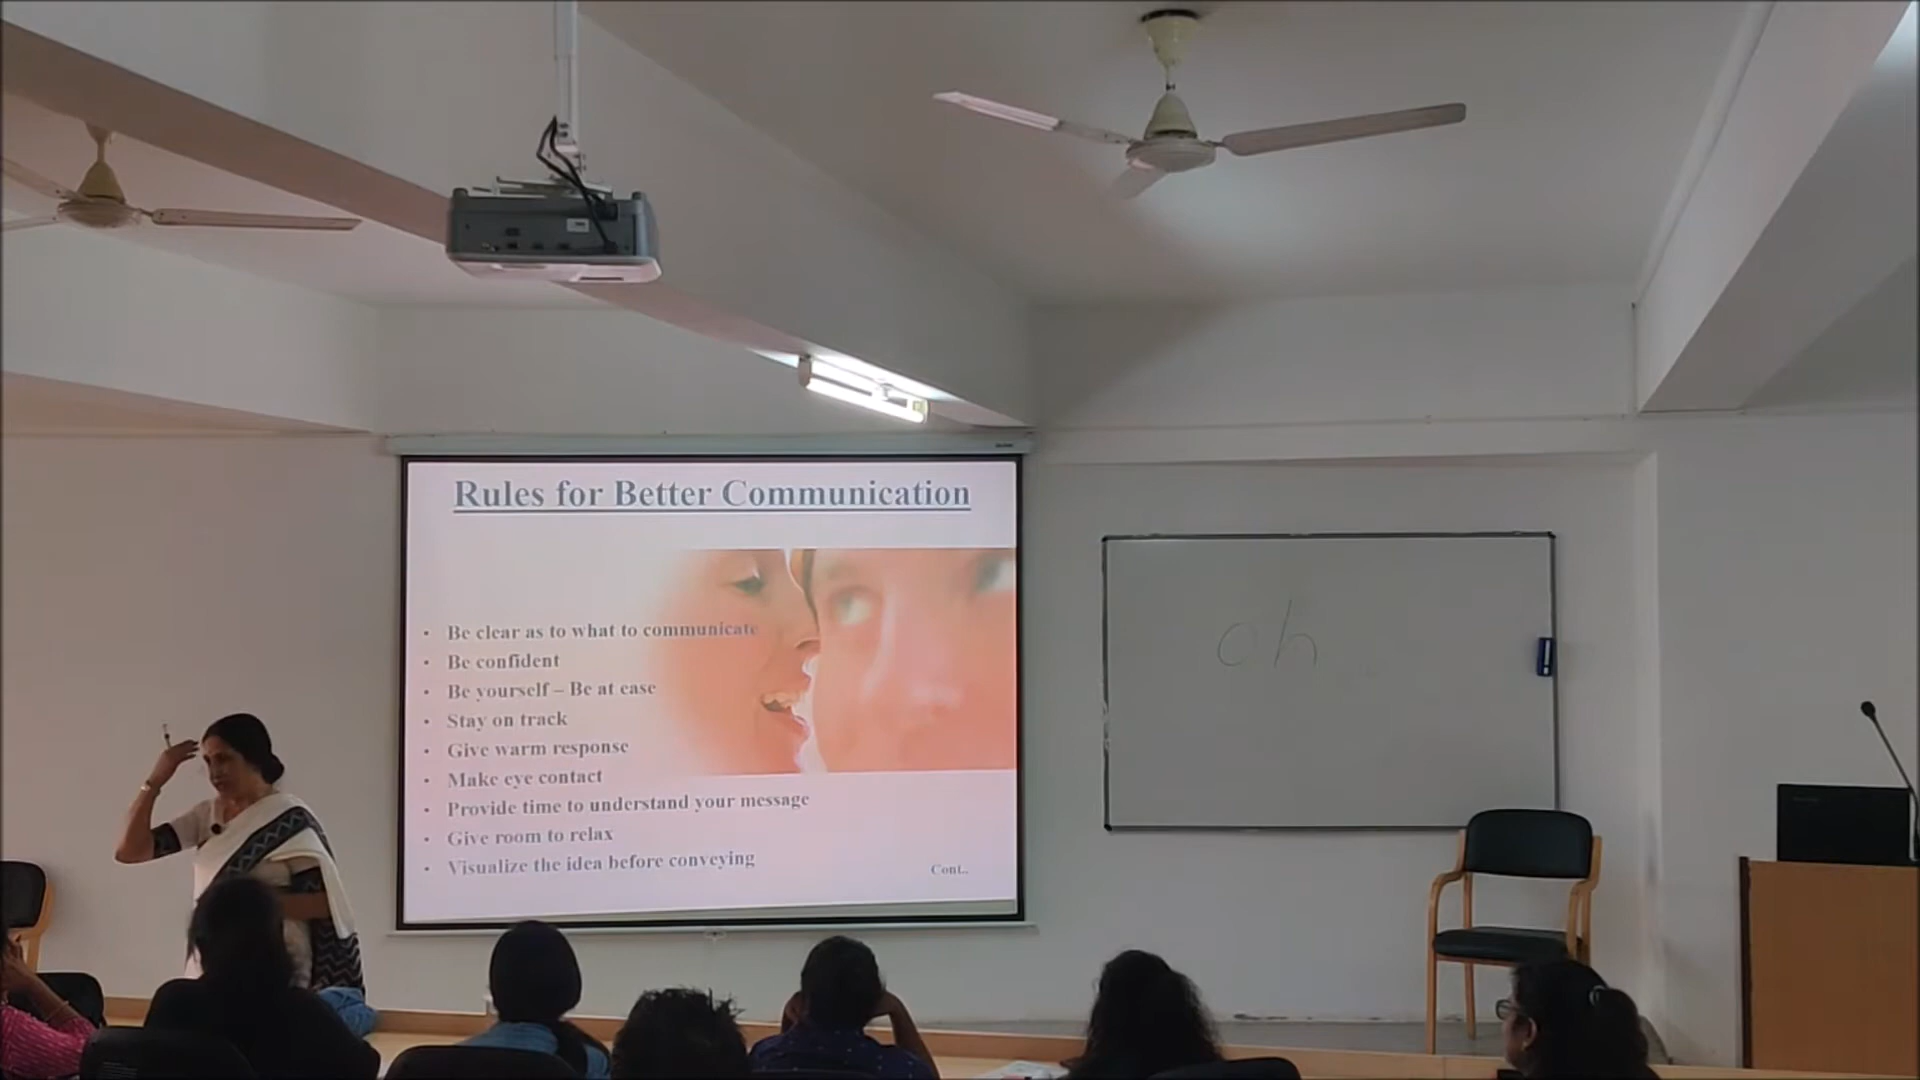 Rules for Better Communication
• Be clear as to what to communicate
• Be confident
• Be yourself – Be at ease
• Stay on track
• Give warm response
• Make eye contact
• Provide time to understand your message
• Give room to relax
• Visualize the idea before conveying
Cont..
oh